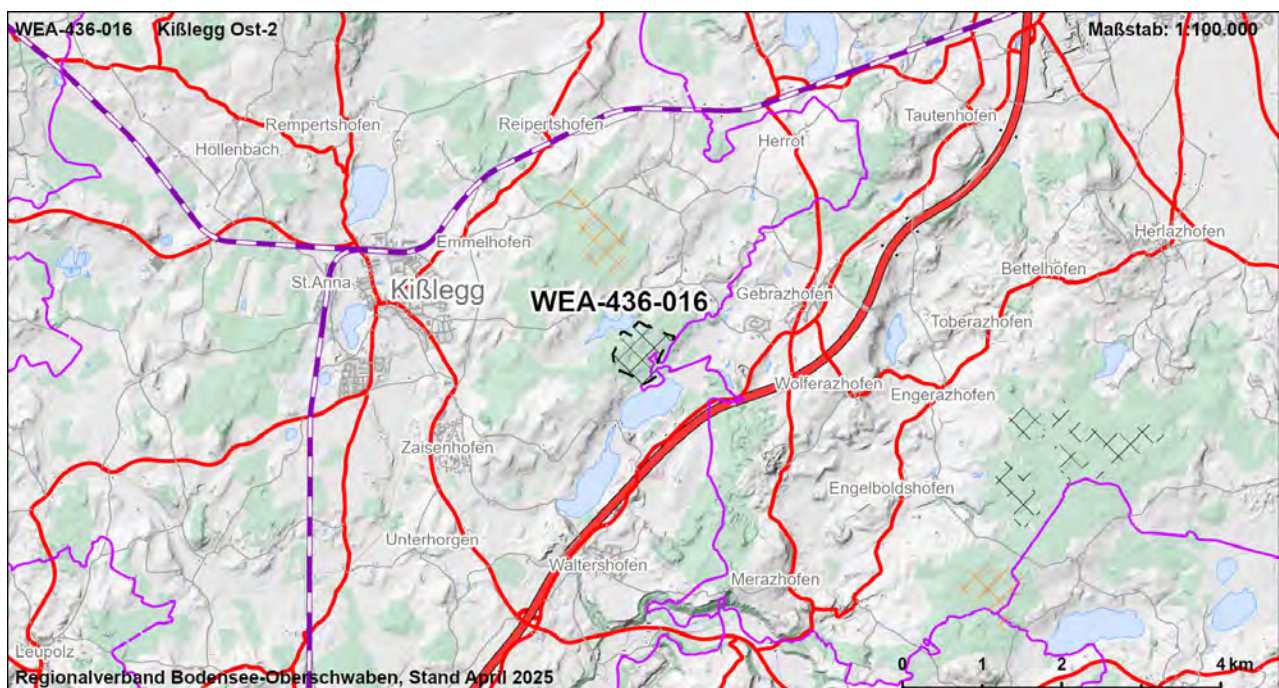 WEA-436-016 Kißlegg Ost-2
Maßstab: 1:100.000
Rempertshofen
Reipertshofen
Tautenhofen
Höllenbach
Herrot
Emmelhofen
Herlazhofen
St.Anna
Kißlegg
Bettelhofen
WEA-436-016
Gebrazhofen
Toberazhofen
Wolferazhofen
Engerazhofen
Zaisenhofen
Engelboldshofen
Unterhorgen
Waltershofen
Merazhofen
Leupolz
0 1 2 4 km
Regionalverband Bodensee-Oberschwaben, Stand April 2025